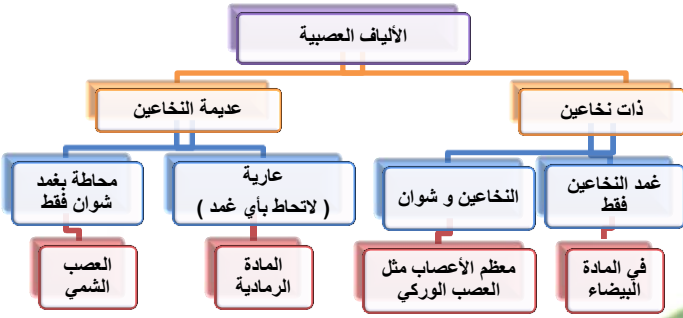 الألياف العصبية
ذات نخاعين
عديمة النخاعين
غمد النخاعين
فقط
النخاعين و شوان
عارية
( لاتحاط بأي غمد )
محاطة بغمد
شوان فقط
في المادة
البيضاء
معظم الأعصاب مثل
العصب الوركي
المادة
الرمادية
العصب
الشمي